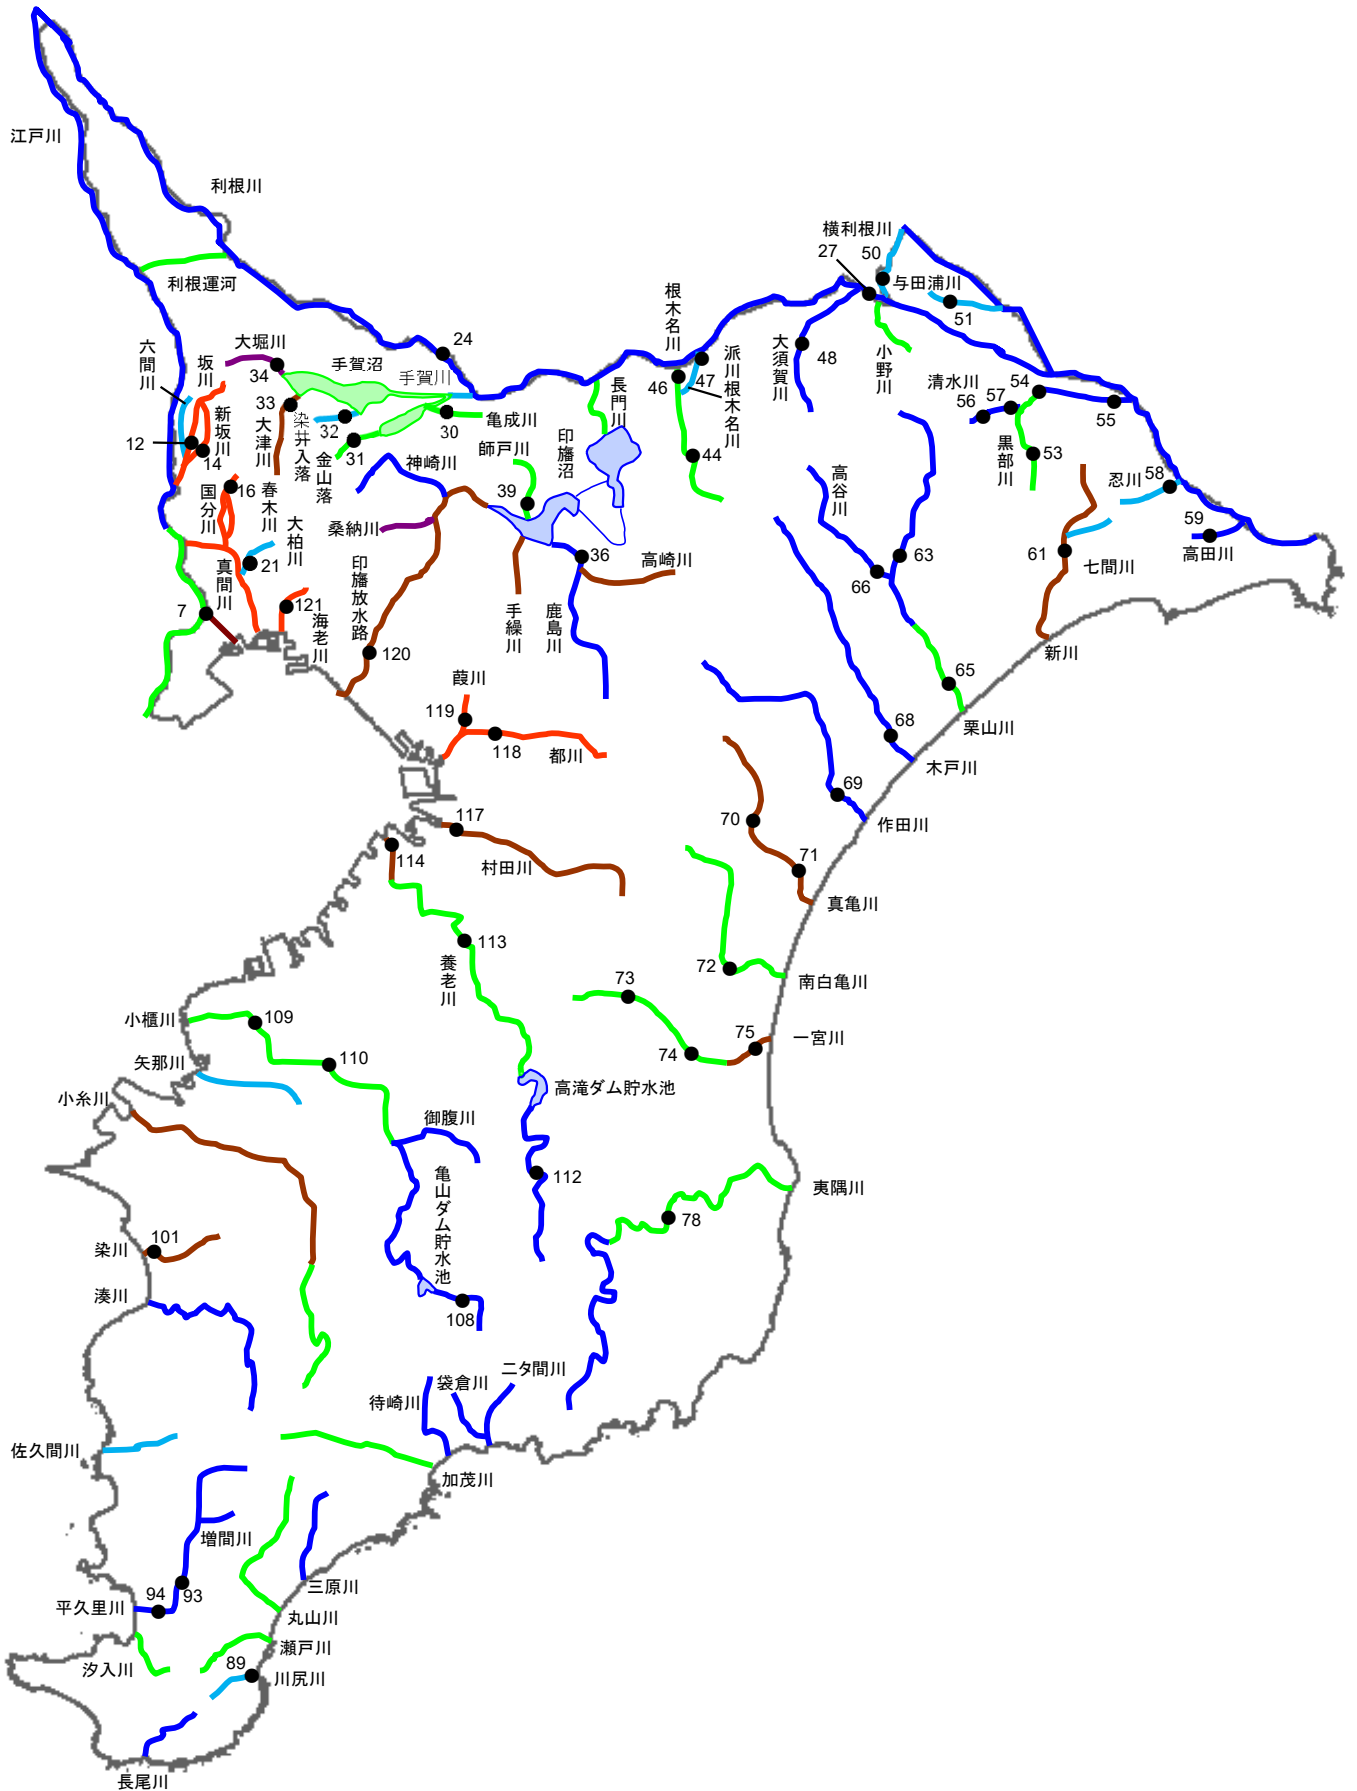 江戸川
利根川
利根運河
横利根川
27
50
与田浦川
51
六間川
坂川
大堀川
34
手賀沼
手賀川
24
根木名川
派川根木名川
46
47
大須賀川
48
小野川
清水川
54
56
57
55
新坂川
12
14
33
大津川
染井入落
32
金山落
31
30
亀成川
長門川
印旛沼
師戸川
39
44
黒部川
53
高谷川
忍川
58
59
高田川
国分川
16
春木川
大柏川
21
神崎川
桑納川
36
高崎川
63
66
61
七間川
真間川
7
121
海老川
印旛放水路
120
手繰川
鹿島川
新川
65
栗山川
葭川
119
118
都川
68
木戸川
69
作田川
117
114
村田川
70
71
真亀川
113
養老川
72
南白亀川
小櫃川
109
110
73
74
75
一宮川
矢那川
小糸川
高滝ダム貯水池
御腹川
112
亀山ダム貯水池
108
夷隅川
78
染川
101
湊川
待崎川
袋倉川
二タ間川
佐久間川
加茂川
増間川
93
94
平久里川
三原川
丸山川
瀬戸川
汐入川
89
川尻川
長尾川